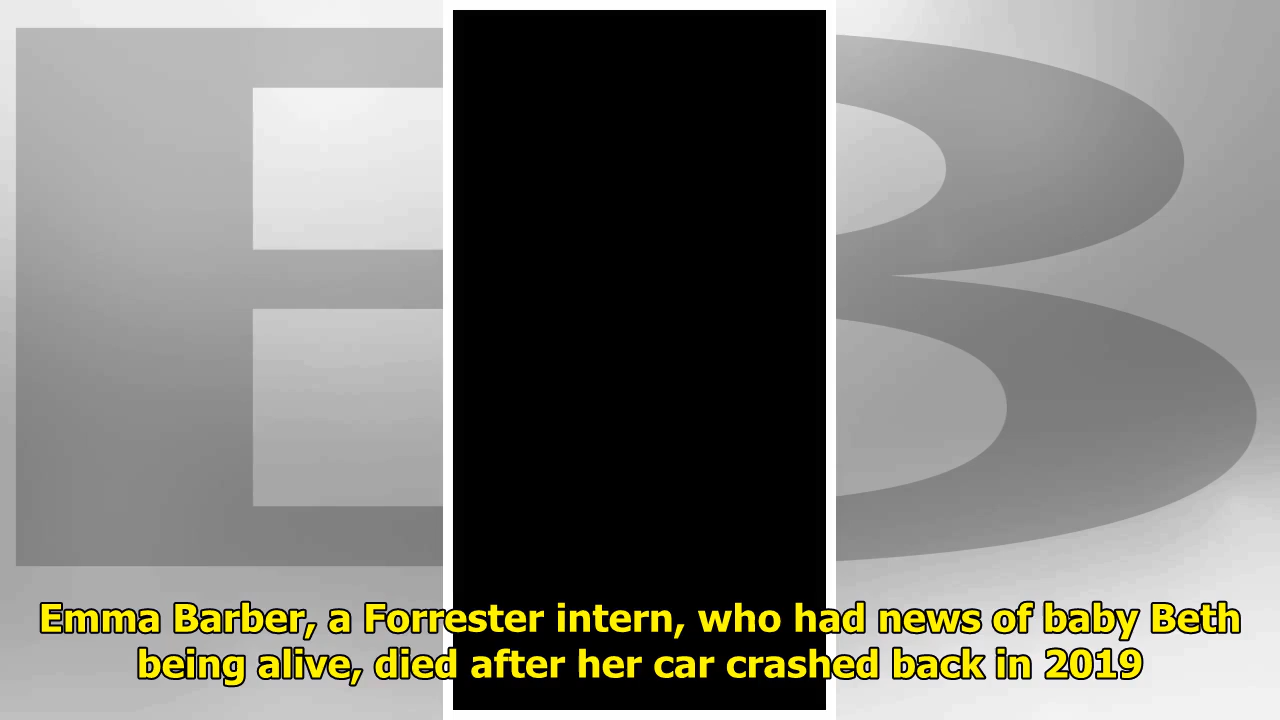 EB
Emma Barber, a Forrester intern, who had news of baby Beth
being alive, died after her car crashed back in 2019